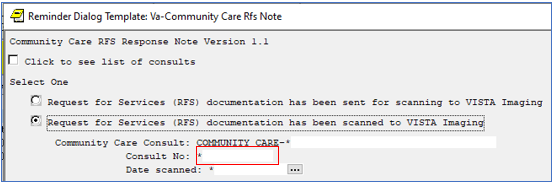 Reminder Dialog Template: Va-Community Care Rfs Note
Community Care RFS Response Note Version 1.1
Click to see list of consults
Select One
Request for Services (RFS) documentation has been sent for scanning to VISTA Imaging
Request for Services (RFS) documentation has been scanned to VISTA Imaging
Community Care Consult: COMMUNITY CARE-*
Consult No: *
Date scanned: * ...